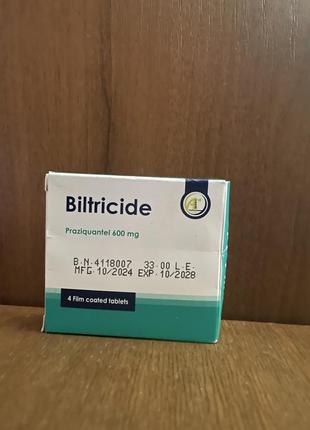 Biltricide
Praziquantel 600 mg
B.N.4118007 33.00 L.E.
MFG.10/2024 EXP.10/2028
4 Film coated tablets